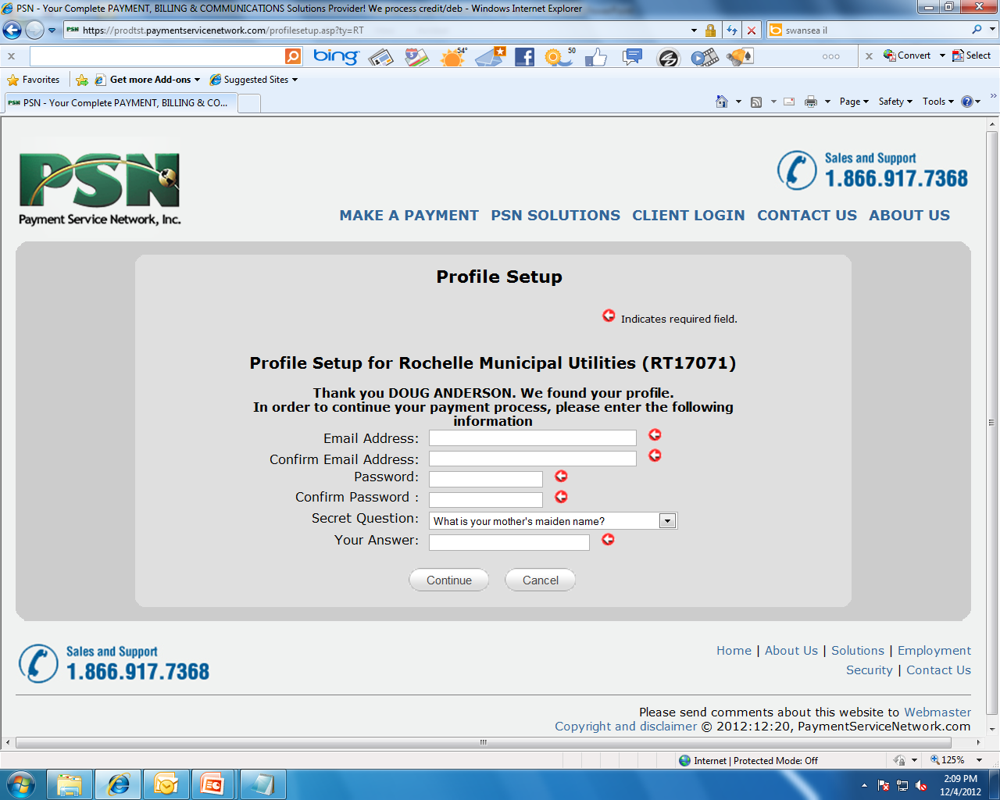 PSN - Your Complete PAYMENT, BILLING & COMMUNICATIONS Solutions Provider! We process credit/deb - Windows Internet Explorer
https://prodtst.paymentservicenetwork.com/profilesetup.asp?ty=RT
swansea il
bing
54°
50
Convert
Select
Favorites
Get more Add-ons
Suggested Sites
PSN - Your Complete PAYMENT, BILLING & CO...
Page
Safety
Tools
PSN
Payment Service Network, Inc.
Sales and Support
1.866.917.7368
MAKE A PAYMENT PSN SOLUTIONS CLIENT LOGIN CONTACT US ABOUT US
Profile Setup
Indicates required field.
Profile Setup for Rochelle Municipal Utilities (RT17071)
Thank you DOUG ANDERSON. We found your profile.
In order to continue your payment process, please enter the following
information
Email Address:
Confirm Email Address:
Password:
Confirm Password :
Secret Question: What is your mother's maiden name?
Your Answer:
Continue Cancel
Sales and Support
1.866.917.7368
Home | About Us | Solutions | Employment
Security | Contact Us
Please send comments about this website to Webmaster
Copyright and disclaimer © 2012:12:20, PaymentServiceNetwork.com
Internet | Protected Mode: Off
125%
2:09 PM
12/4/2012